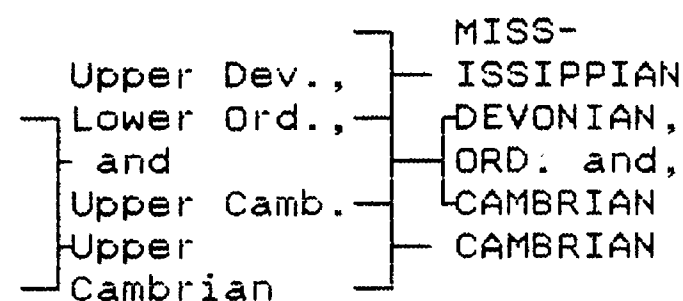 MISS-
Upper Dev., ISSIPPIAN
Lower Ord., DEVONIAN,
and ORD. and,
Upper Camb. CAMBRIAN
Upper CAMBRIAN
Cambrian